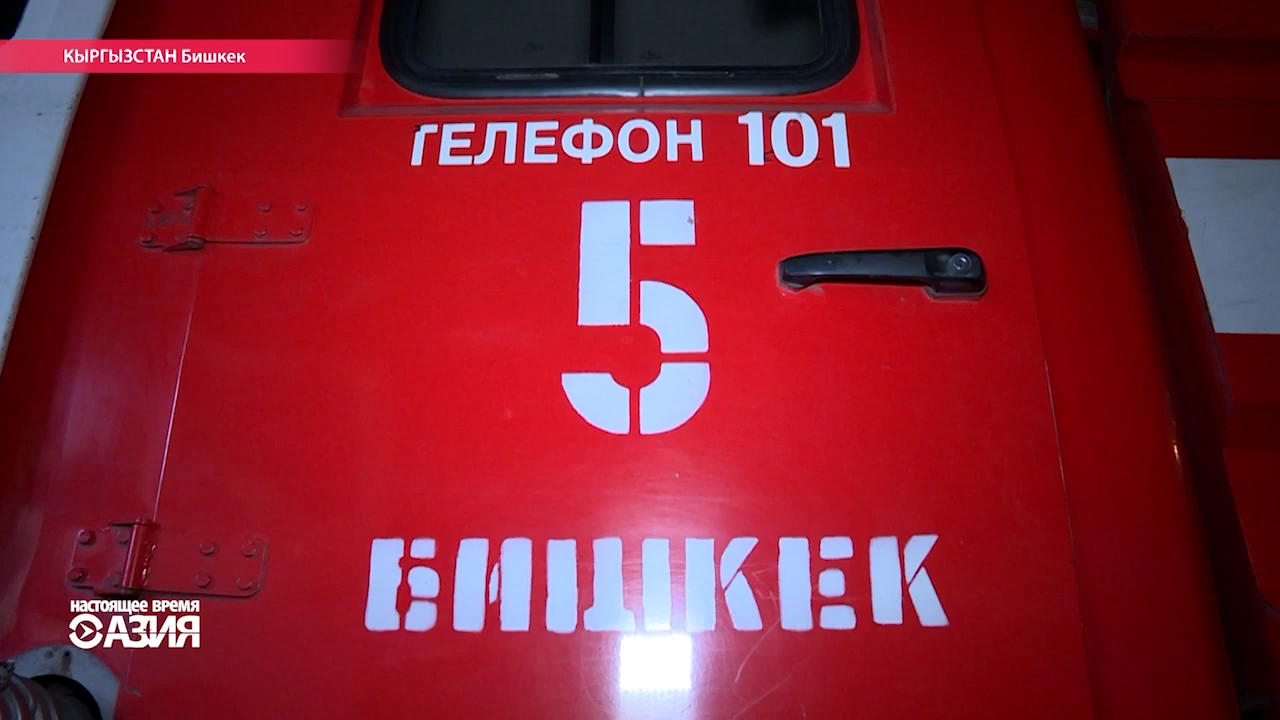 КЫРГЫЗСТАН Бишкек
ТЕЛЕФОН 101
5
БИШКЕК
НАСТОЯЩЕЕ ВРЕМЯ
АЗИЯ